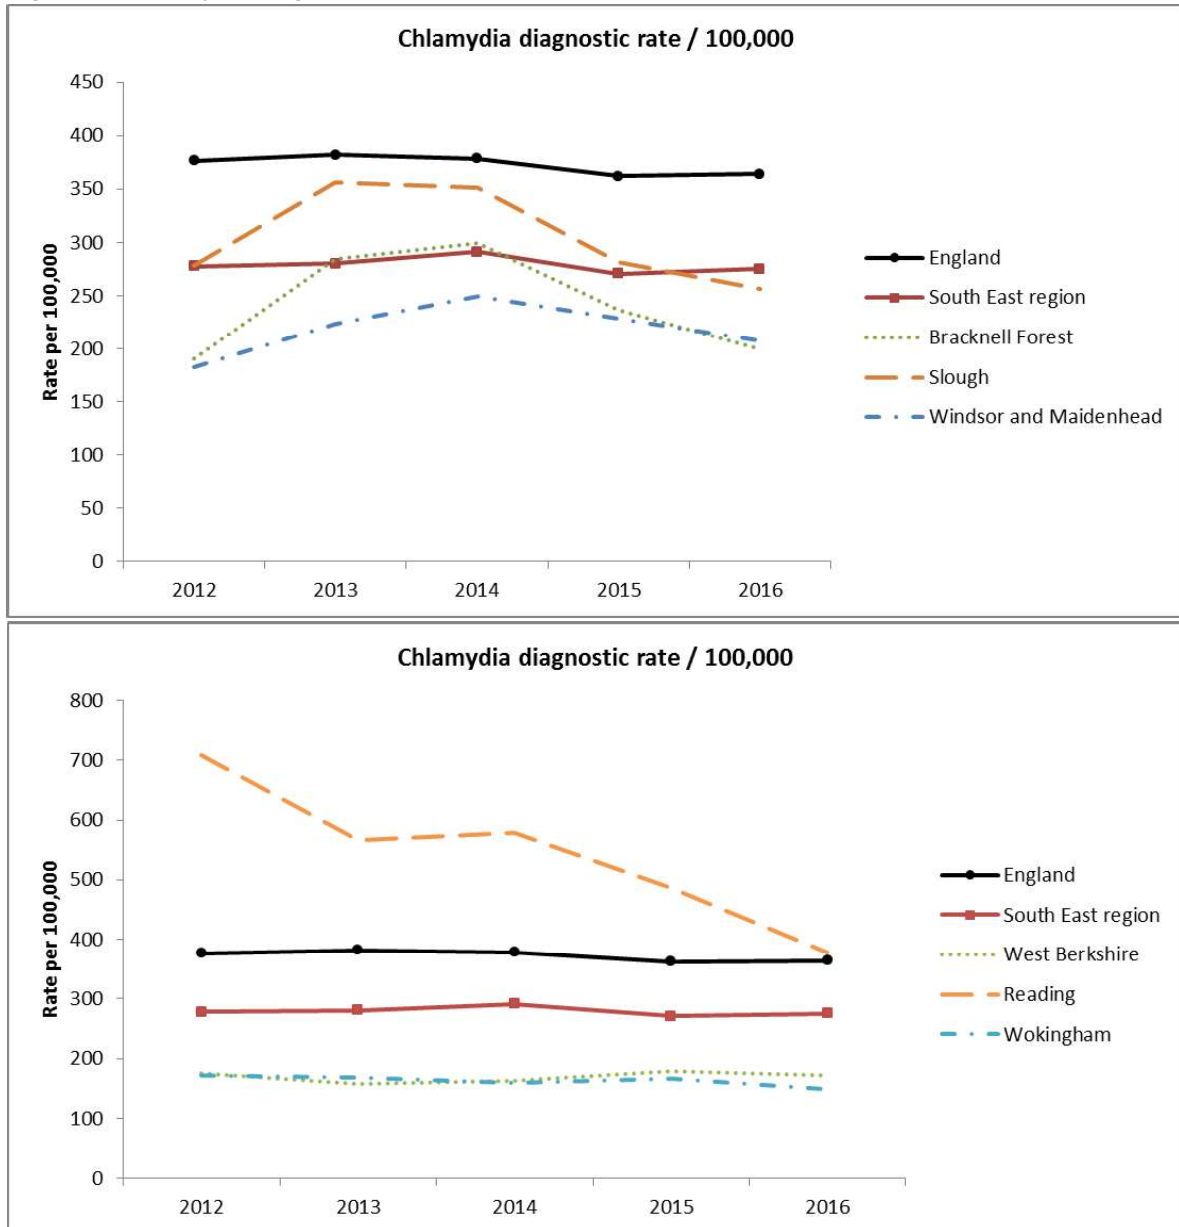 Chlamydia diagnostic rate / 100,000
450
400
350
300
250
200
150
100
50
0
Rate per 100,000
2012 2013 2014 2015 2016
England
South East region
Bracknell Forest
Slough
Windsor and Maidenhead
Chlamydia diagnostic rate / 100,000
800
700
600
500
400
300
200
100
0
Rate per 100,000
2012 2013 2014 2015 2016
England
South East region
West Berkshire
Reading
Wokingham